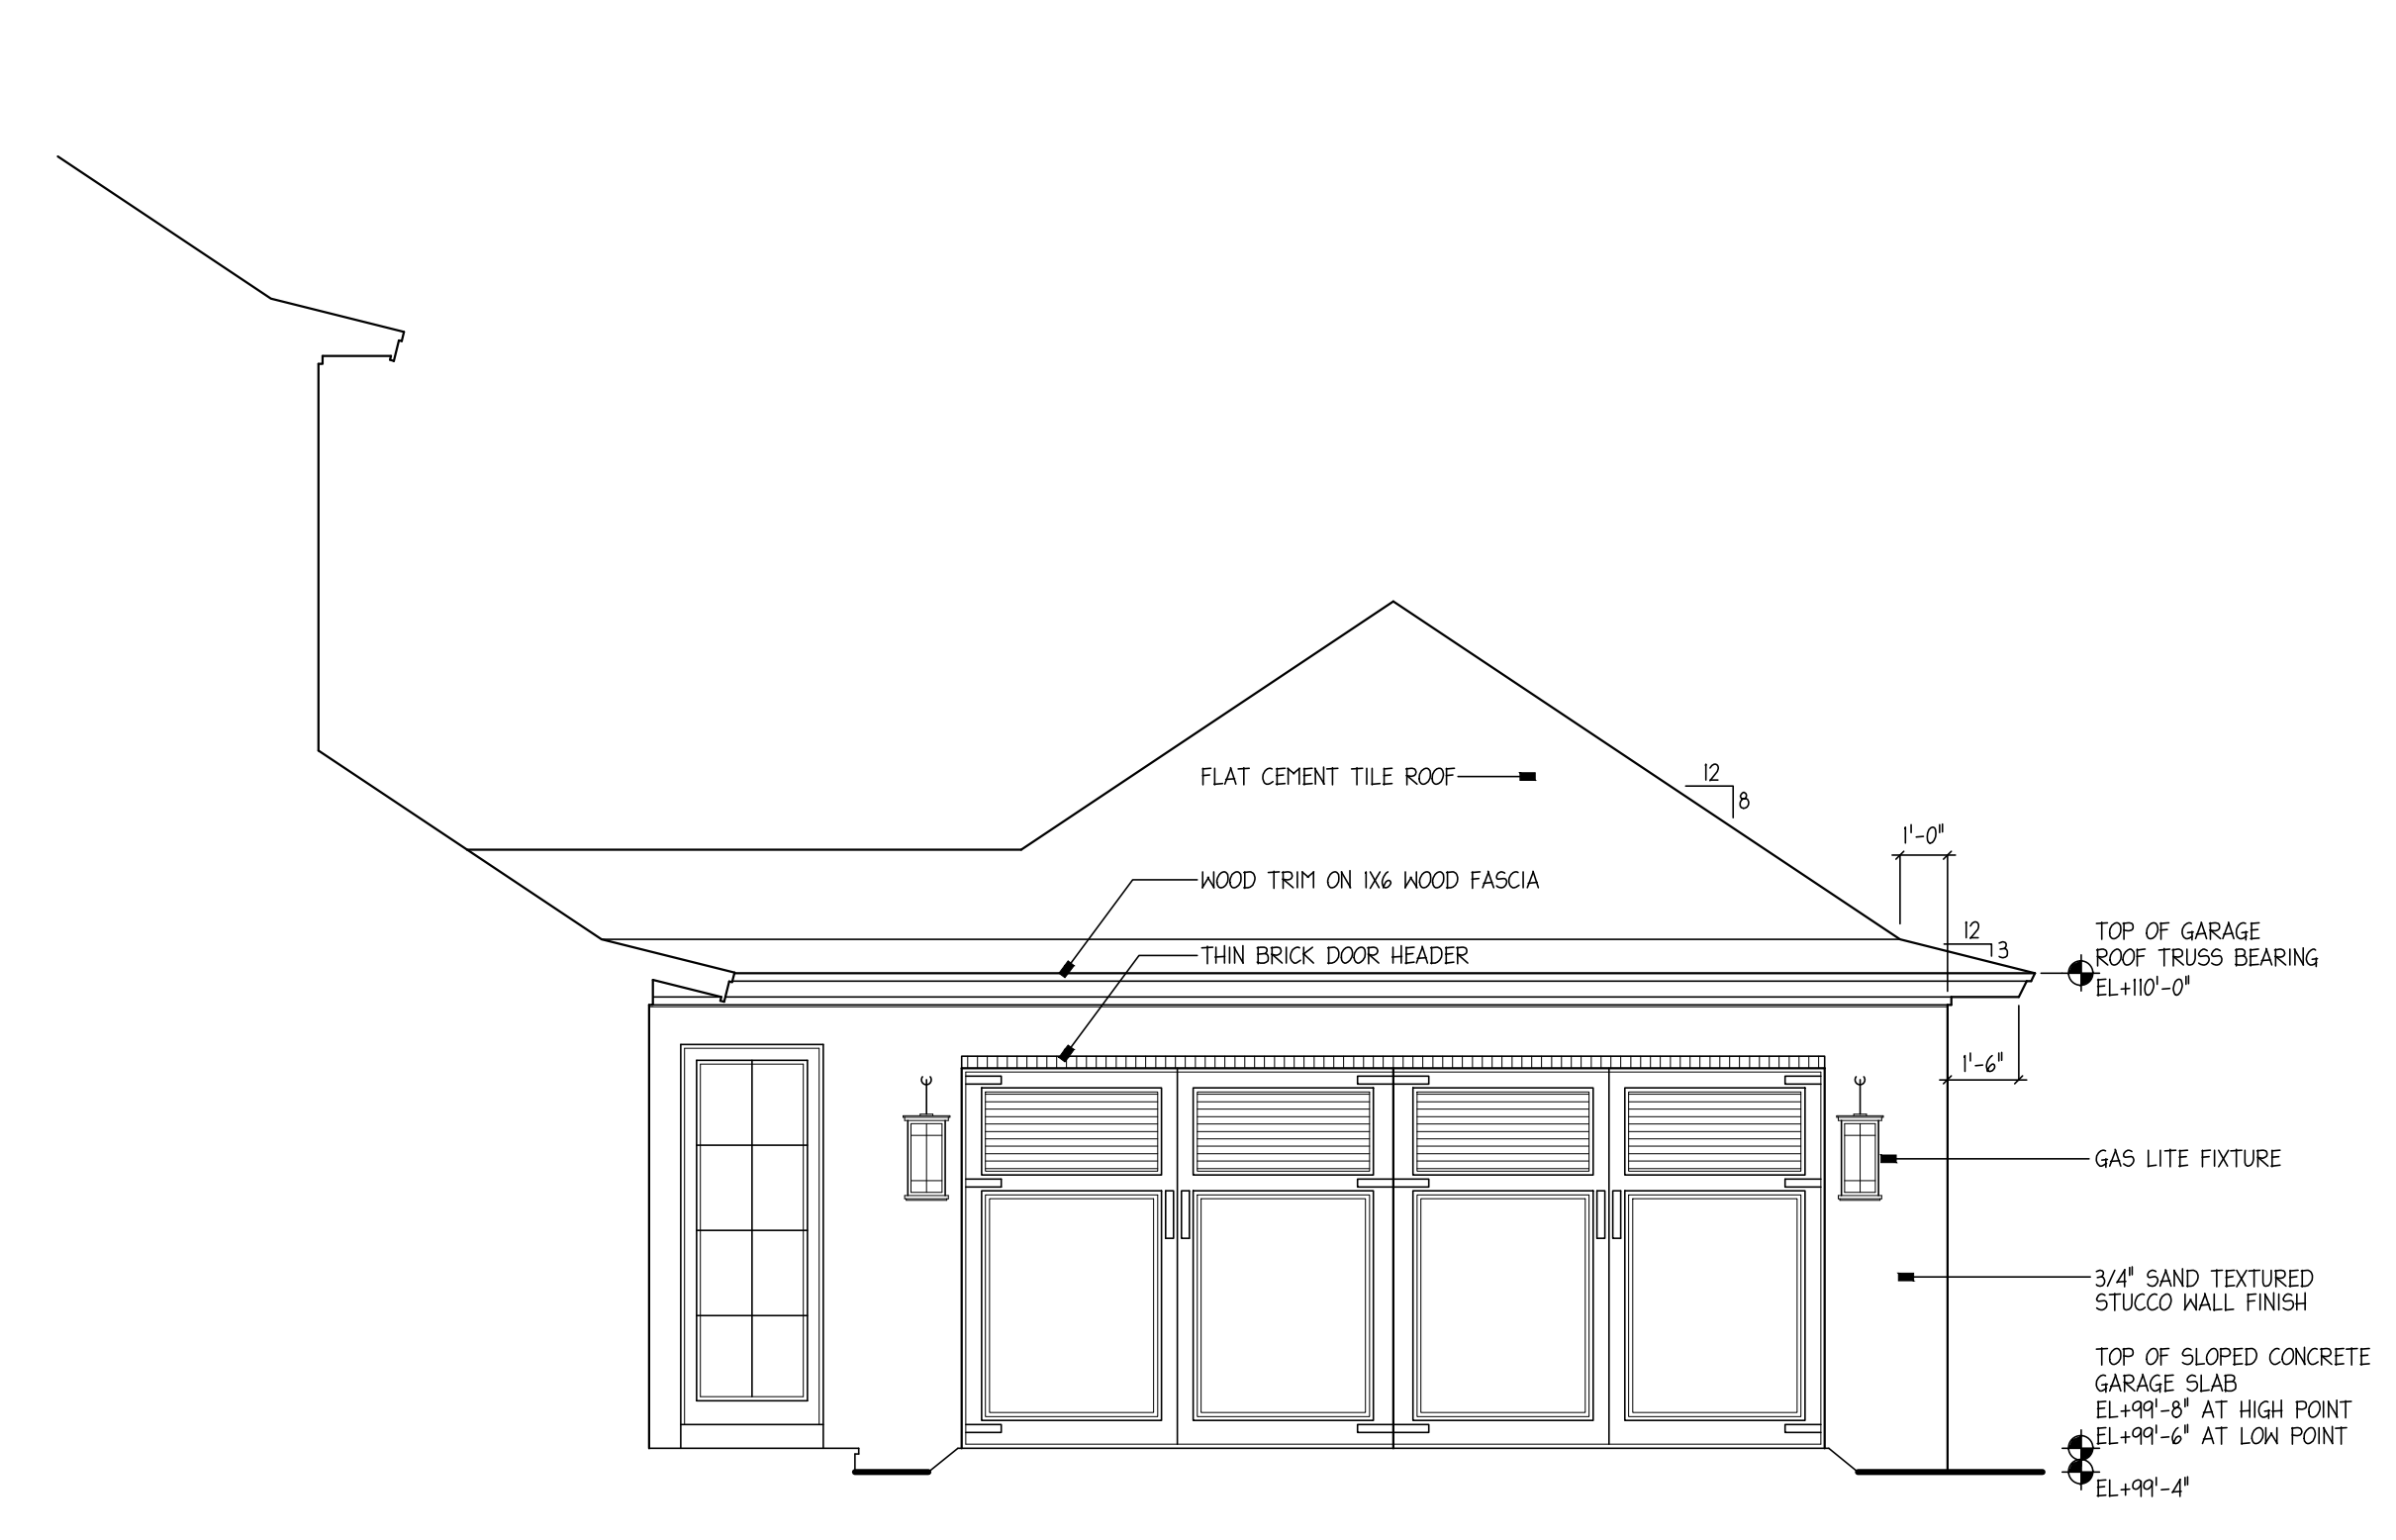 FLAT CEMENT TILE ROOF
12
8
1'-0"
WOOD TRIM ON 1X6 WOOD FASCIA
THIN BRICK DOOR HEADER
12
3
TOP OF GARAGE
ROOF TRUSS BEARING
EL+110'-0"
1'-6"
GAS LITE FIXTURE
3/4" SAND TEXTURED
STUCCO WALL FINISH
TOP OF SLOPED CONCRETE
GARAGE SLAB
EL+99'-8" AT HIGH POINT
EL+99'-6" AT LOW POINT
EL+99'-4"